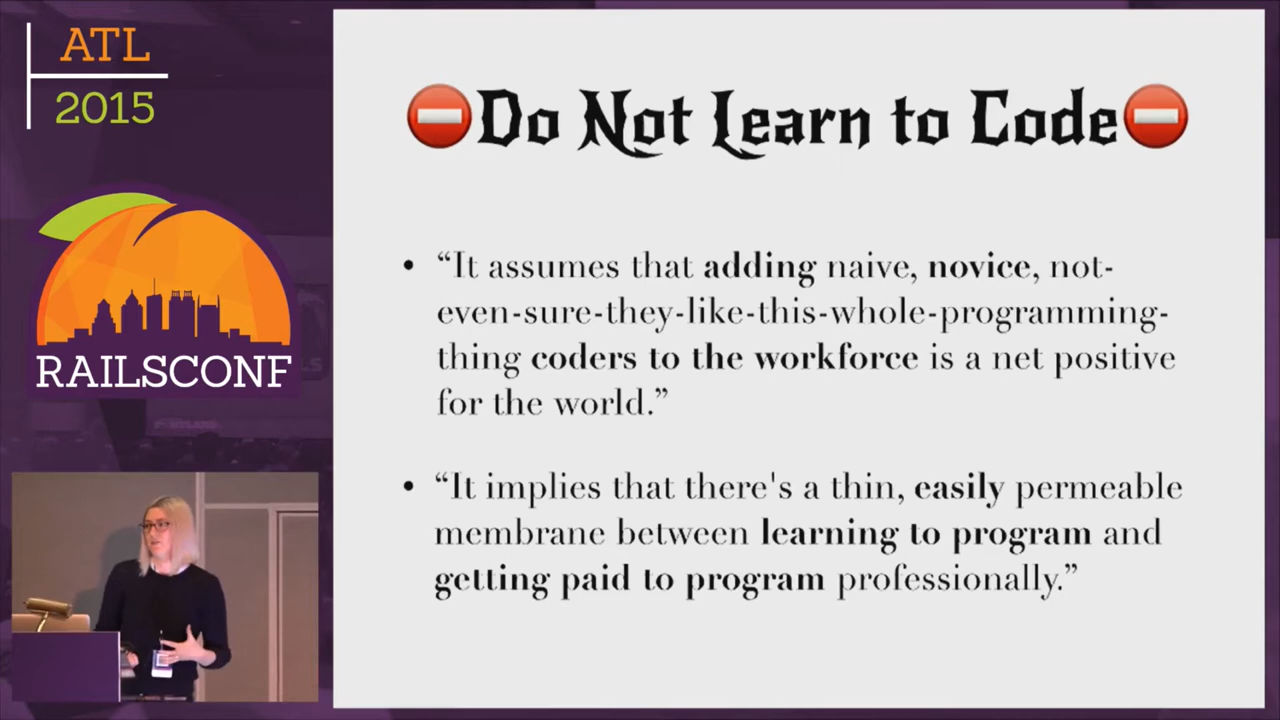 ATL
2015
RAILSCONF
⛔Do Not Learn to Code⛔
• “It assumes that adding naive, novice, not-
even-sure-they-like-this-whole-programming-
thing coders to the workforce is a net positive
for the world.”
• “It implies that there's a thin, easily permeable
membrane between learning to program and
getting paid to program professionally.”